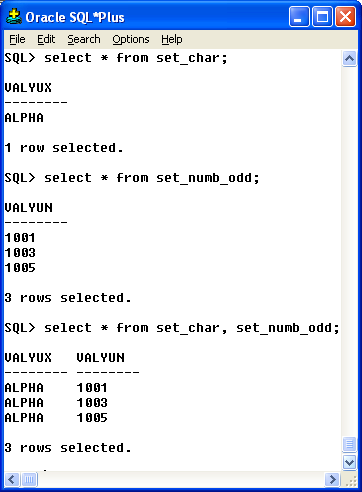 Oracle SQL*Plus
File Edit Search Options Help
SQL> select * from set_char;
VALYUX
--------
ALPHA
1 row selected.
SQL> select * from set_numb_odd;
VALYUN
--------
1001
1003
1005
3 rows selected.
SQL> select * from set_char, set_numb_odd;
VALYUX   VALYUN
-------- --------
ALPHA    1001
ALPHA    1003
ALPHA    1005
3 rows selected.